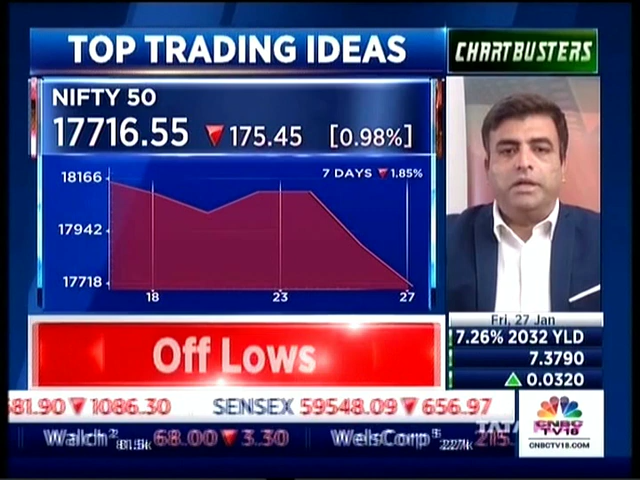 TOP TRADING IDEAS
CHARTBUSTERS
NIFTY 50
17716.55 ▼ 175.45 [0.98%]
7 DAYS ▼ 1.85%
18166
17942
17718
18 23 27
Fri, 27 Jan
7.26% 2032 YLD
7.3790
▲ 0.0320
Off Lows
581.90 ▼ 1086.30 SENSEX 59548.09 ▼ 656.97
CNBC
TV18
CNBCTV18.COM
Walch 68.00 ▼ 3.30 WelsCorp 215